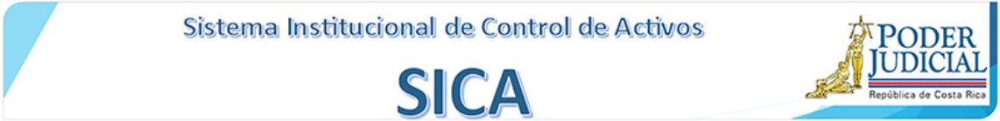 Sistema Institucional de Control de Activos
SICA
PODER
JUDICIAL
República de Costa Rica